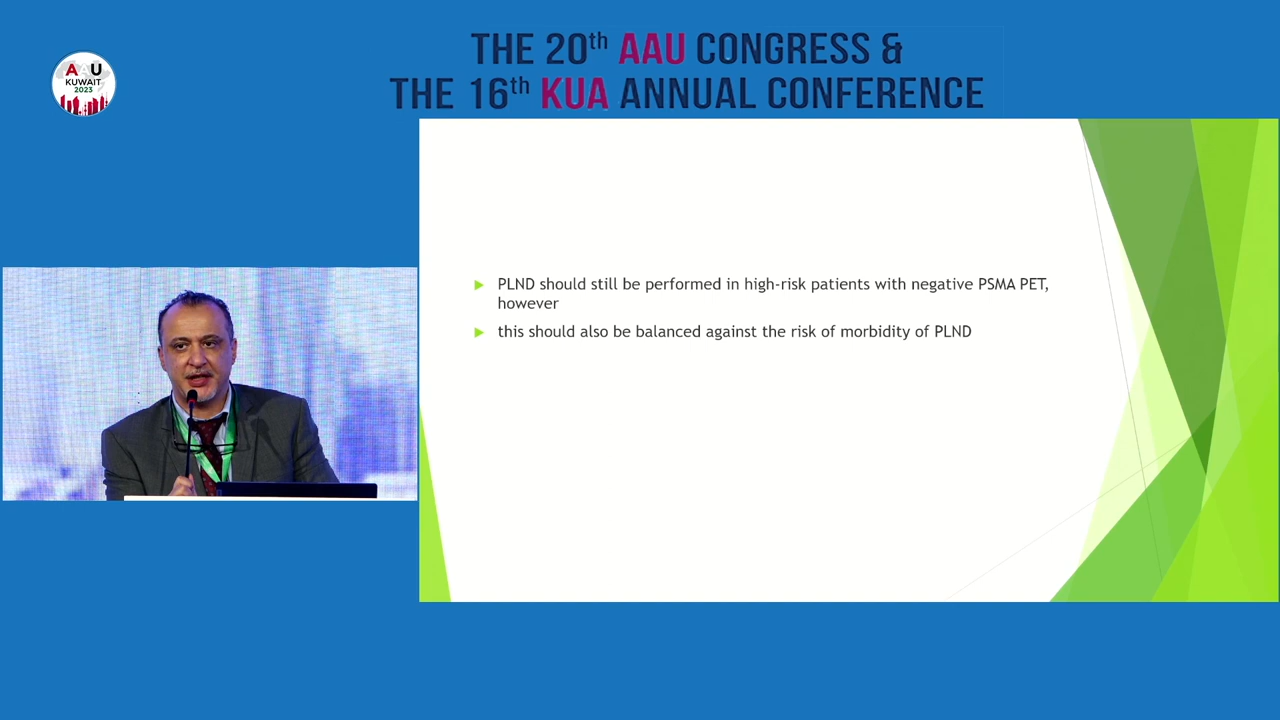 THE 20th AAU CONGRESS &
THE 16th KUA ANNUAL CONFERENCE
AAU
KUWAIT
2023
PLND should still be performed in high-risk patients with negative PSMA PET,
however
this should also be balanced against the risk of morbidity of PLND